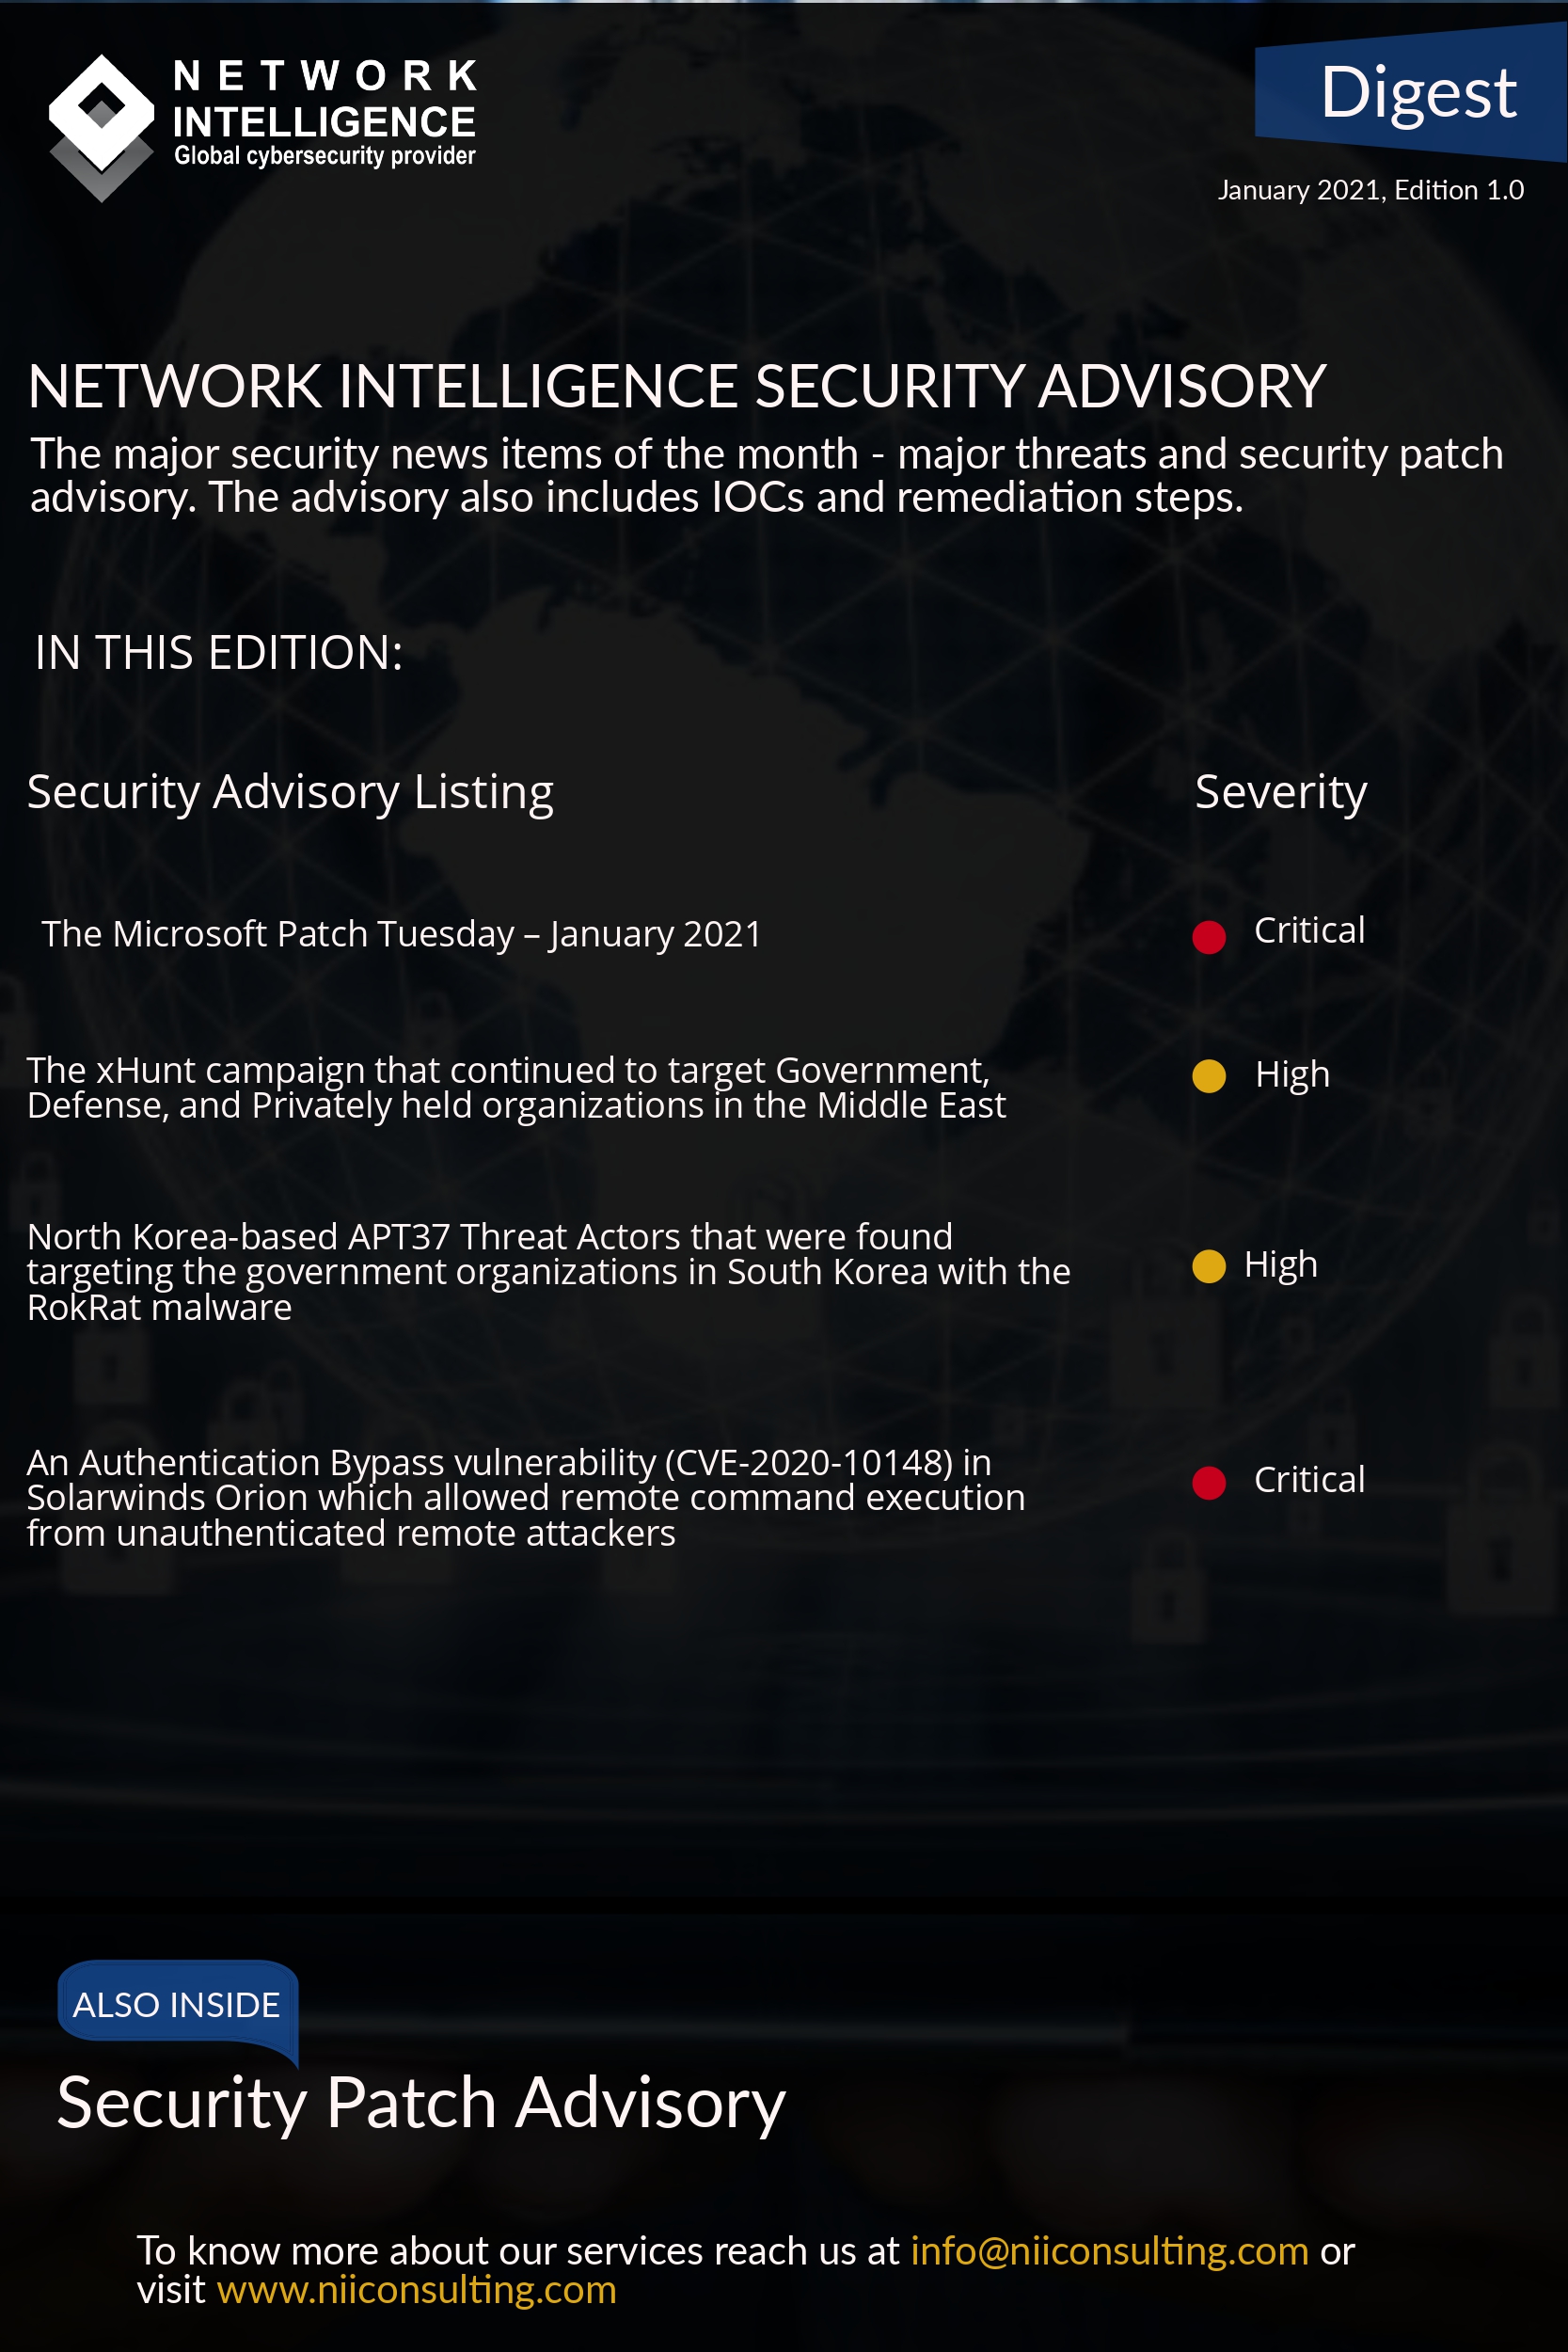 NETWORK
INTELLIGENCE
Global cybersecurity provider
Digest
January 2021, Edition 1.0
NETWORK INTELLIGENCE SECURITY ADVISORY
The major security news items of the month - major threats and security patch
advisory. The advisory also includes IOCs and remediation steps.
IN THIS EDITION:
Security Advisory Listing
Severity
The Microsoft Patch Tuesday – January 2021
Critical
The xHunt campaign that continued to target Government,
Defense, and Privately held organizations in the Middle East
High
North Korea-based APT37 Threat Actors that were found
targeting the government organizations in South Korea with the
RokRat malware
High
An Authentication Bypass vulnerability (CVE-2020-10148) in
Solarwinds Orion which allowed remote command execution
from unauthenticated remote attackers
Critical
ALSO INSIDE
Security Patch Advisory
To know more about our services reach us at info@niiconsulting.com or
visit www.niiconsulting.com